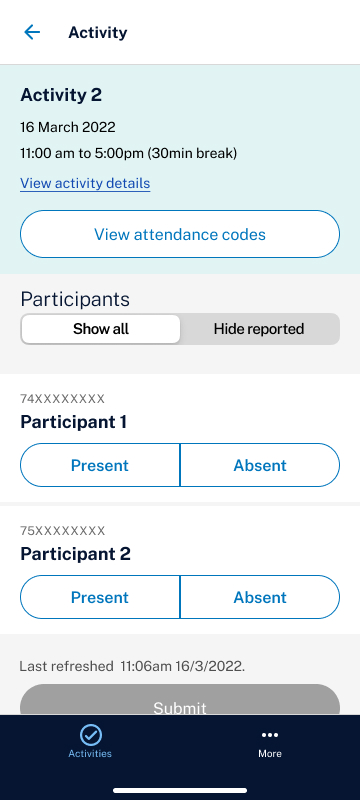 Activity
Activity 2
16 March 2022
11:00 am to 5:00pm (30min break)
View activity details
View attendance codes
Participants
Show all Hide reported
74XXXXXXXX
Participant 1
Present Absent
75XXXXXXXX
Participant 2
Present Absent
Last refreshed 11:06am 16/3/2022.
Submit
Activities More